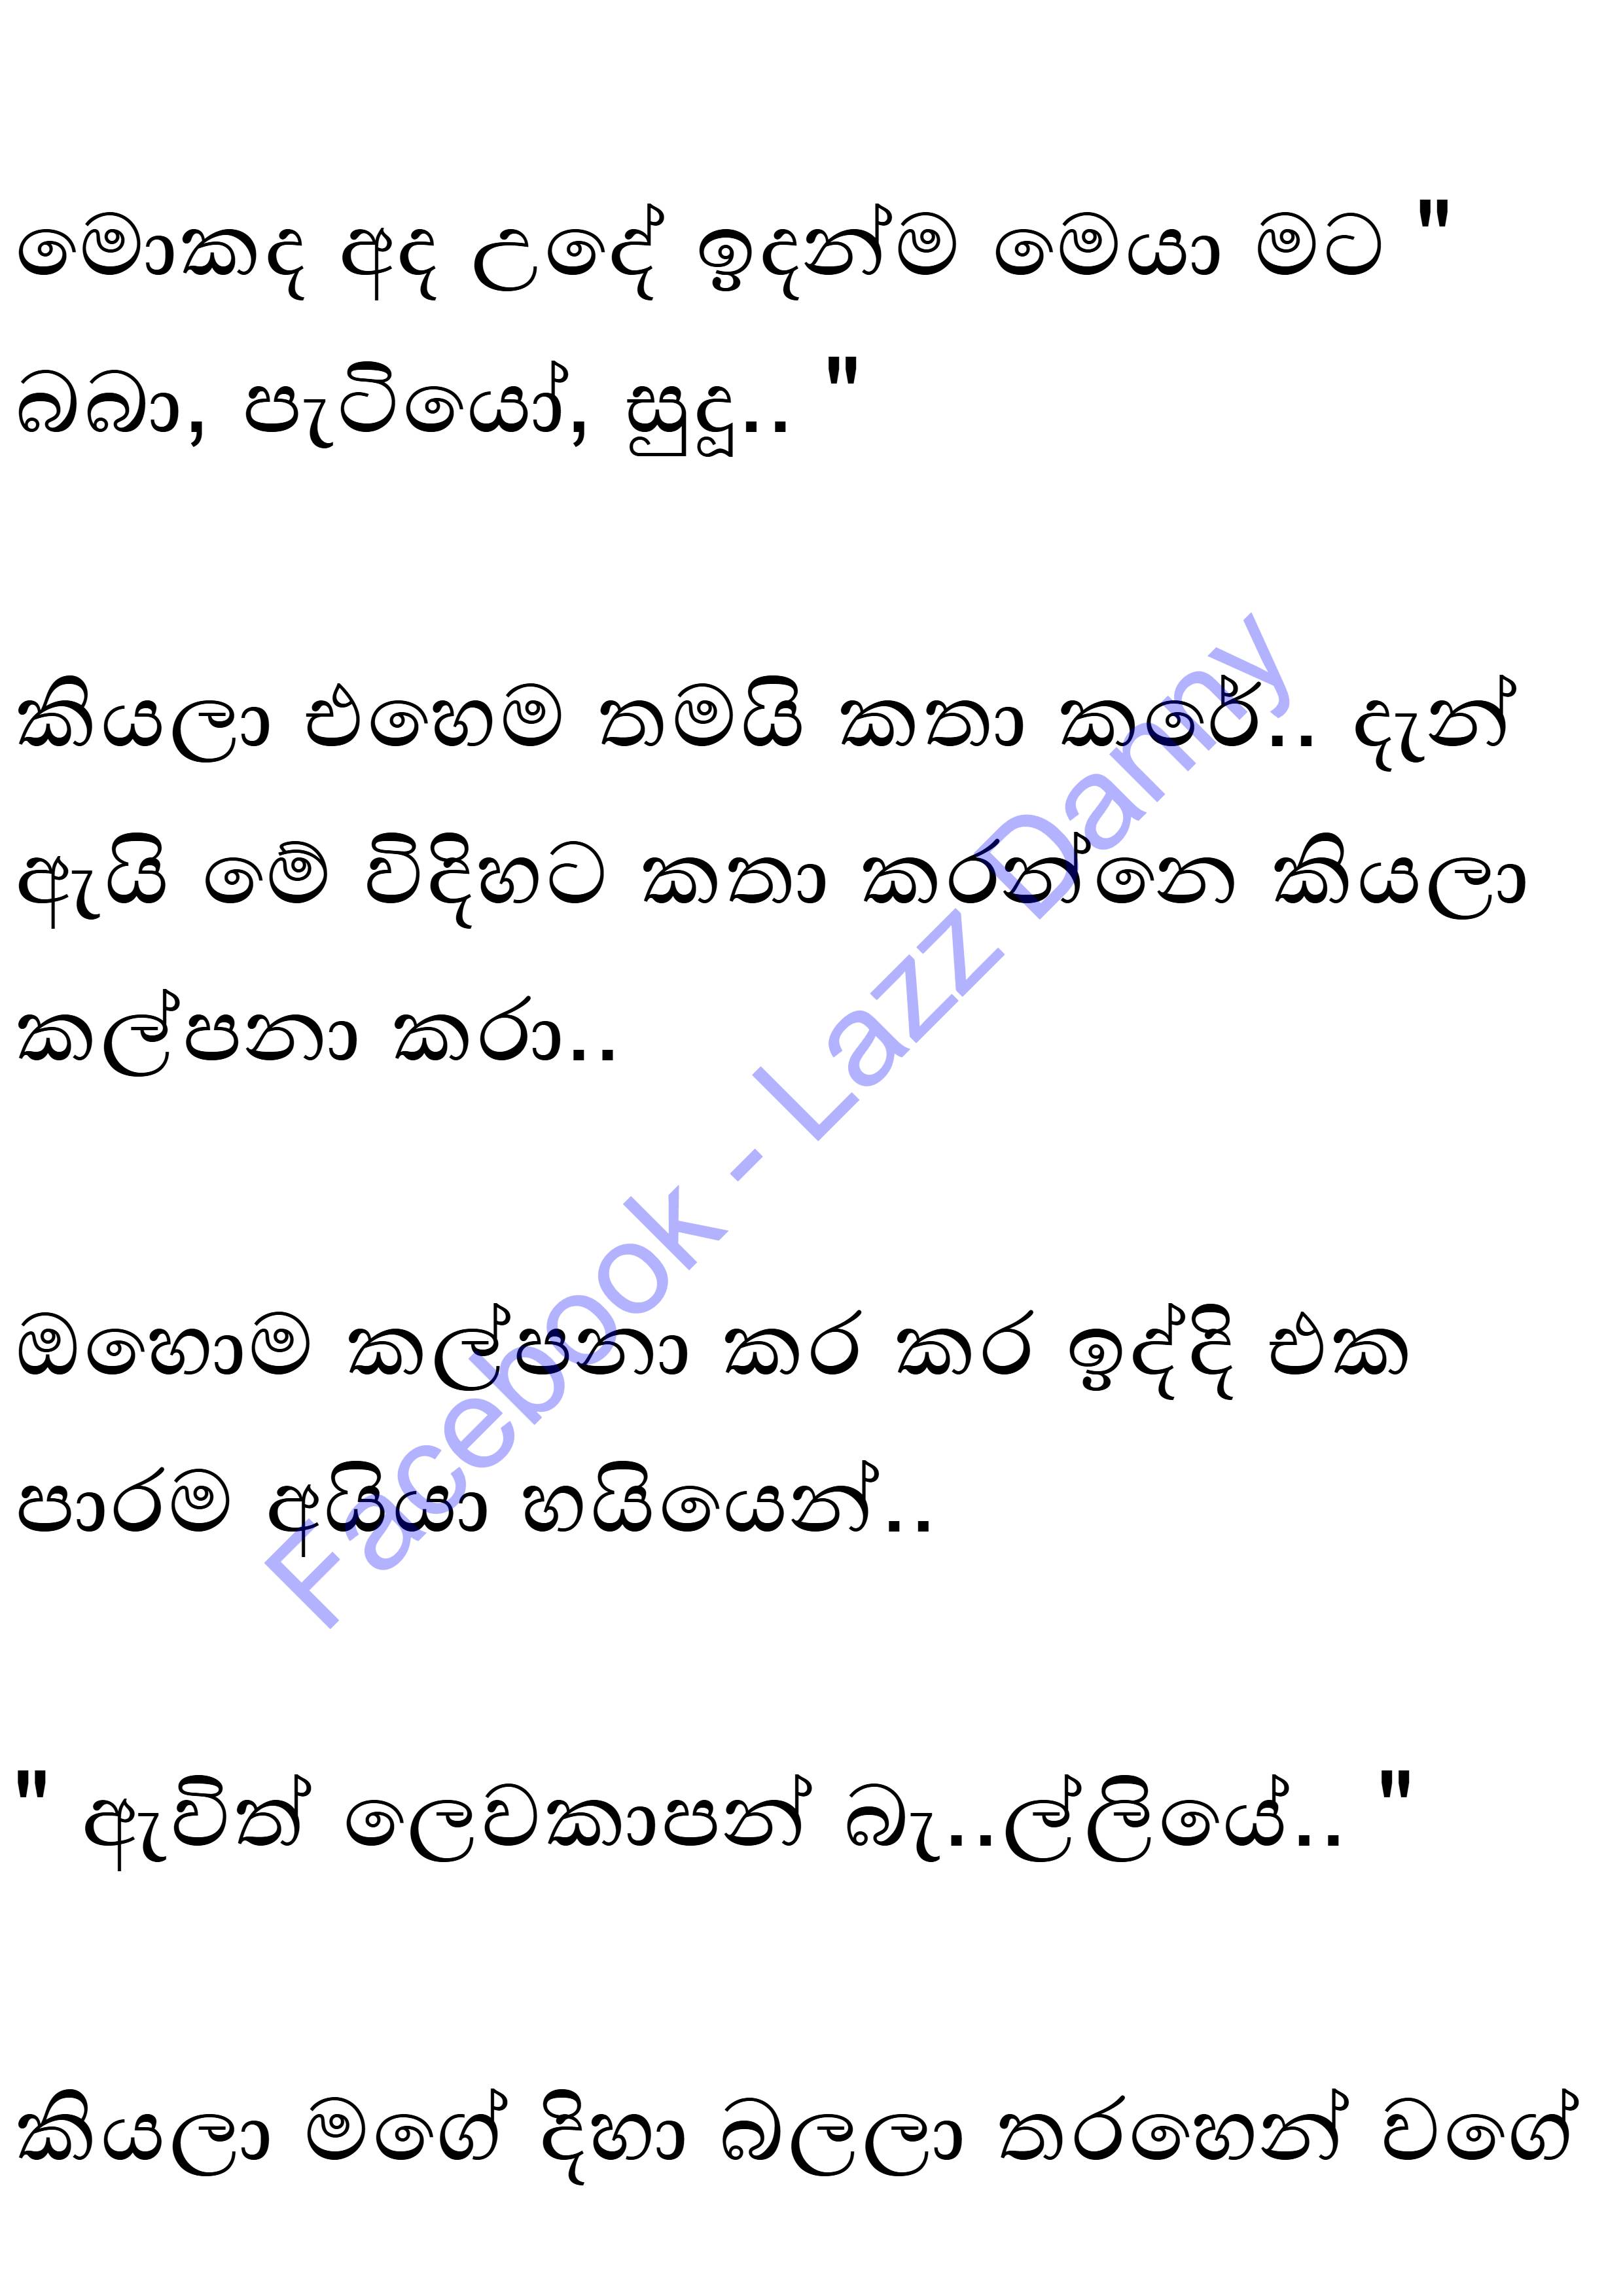 මොකද අද උදේ ඉදන්ම මෙයා මට "
බබා, පැටියෝ, සුදූ.. "
කියලා එහෙම තමයි කතා කරේ.. දැන්
ඇයි මේ විදිහට කතා කරන්නෙ කියලා
කල්පනා කරා..
ඔහොම කල්පනා කර කර ඉද්දි එක
පාරම අයියා හයියෙන්..
" ඇවිත් ලෙවකාපන් බැ..ල්ලියේ.. "
කියලා මගේ දිහා බලලා තරහෙන් වගේ
Facebook - Lazz Danny